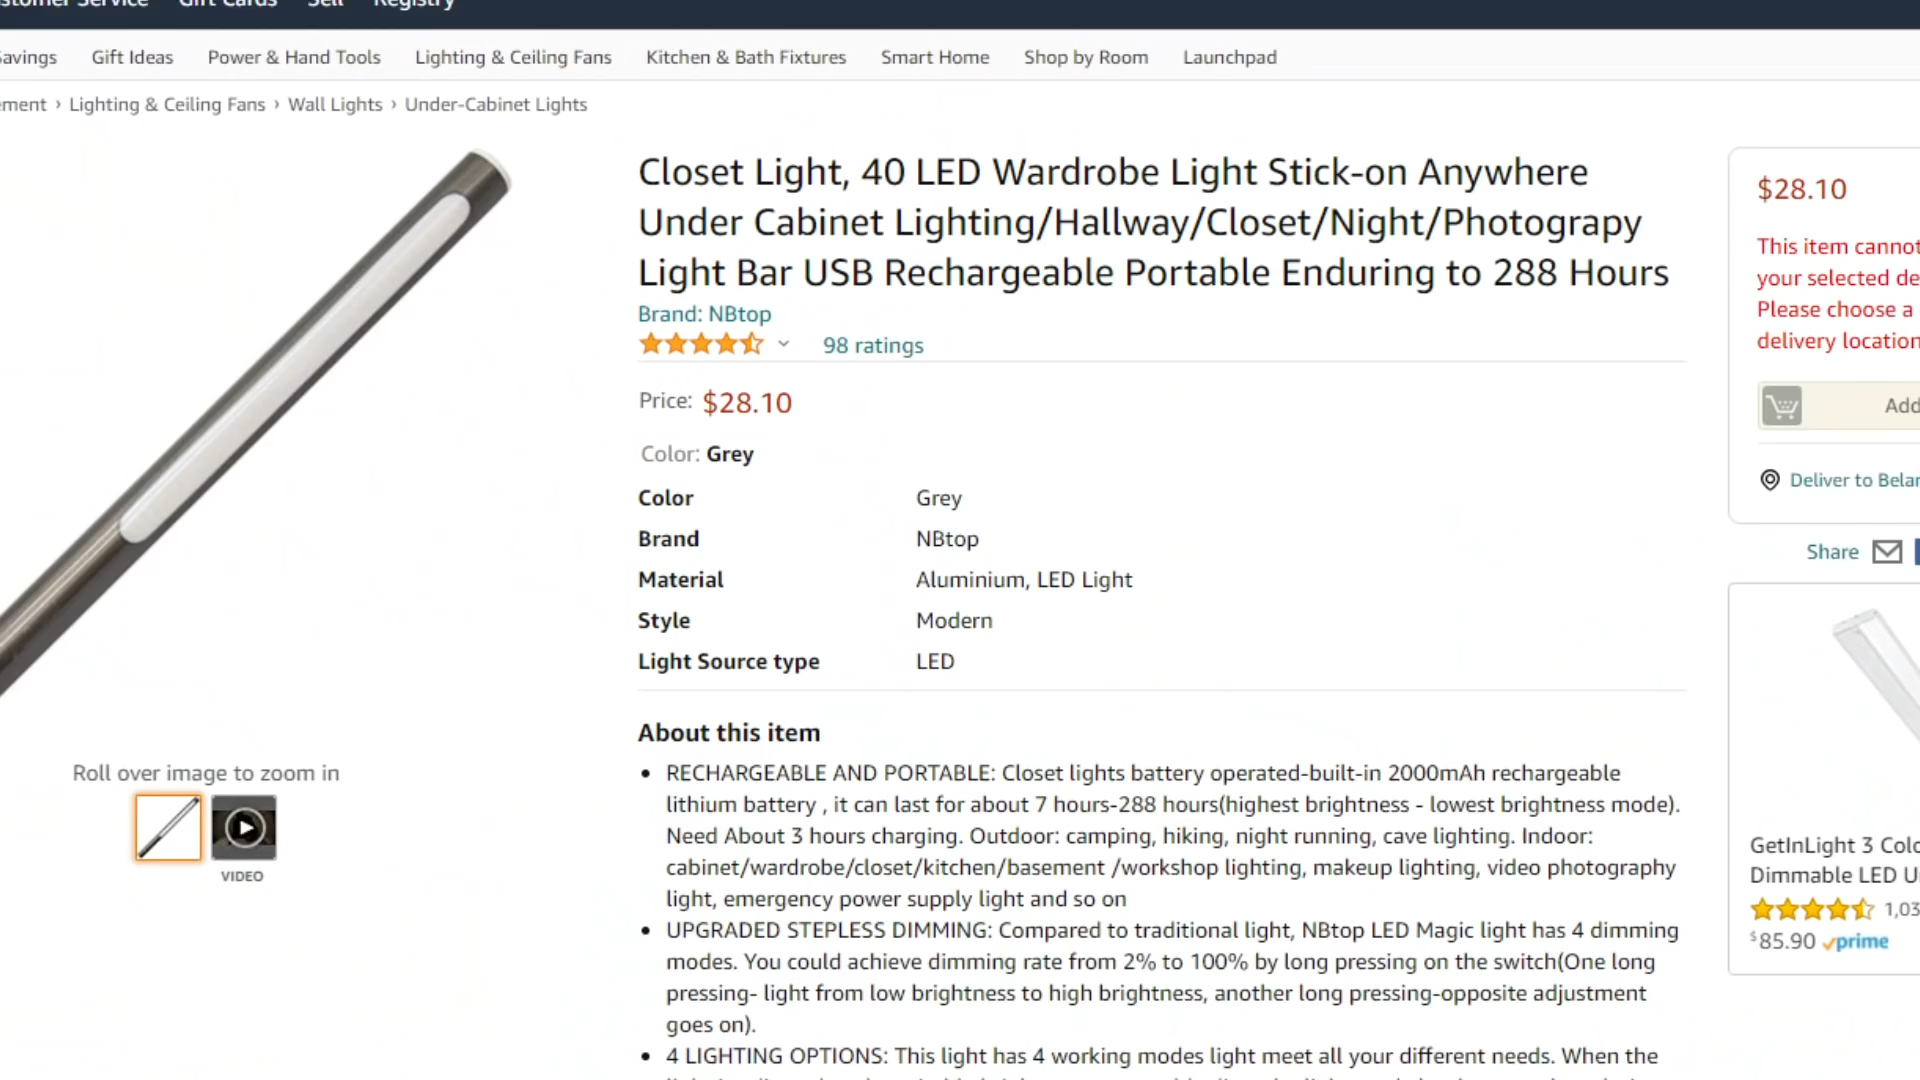 Gift Cards
Sell
Registry
Gift Ideas
Power & Hand Tools
Lighting & Ceiling Fans
Kitchen & Bath Fixtures
Smart Home
Shop by Room
Launchpad
› Lighting & Ceiling Fans › Wall Lights › Under-Cabinet Lights
Roll over image to zoom in
VIDEO
Closet Light, 40 LED Wardrobe Light Stick-on Anywhere
Under Cabinet Lighting/Hallway/Closet/Night/Photograpy
Light Bar USB Rechargeable Portable Enduring to 288 Hours
Brand: NBtop
98 ratings
Price: $28.10
Color: Grey
Color Grey
Brand NBtop
Material Aluminium, LED Light
Style Modern
Light Source type LED
About this item
• RECHARGEABLE AND PORTABLE: Closet lights battery operated-built-in 2000mAh rechargeable
lithium battery , it can last for about 7 hours-288 hours(highest brightness - lowest brightness mode).
Need About 3 hours charging. Outdoor: camping, hiking, night running, cave lighting. Indoor:
cabinet/wardrobe/closet/kitchen/basement /workshop lighting, makeup lighting, video photography
light, emergency power supply light and so on
• UPGRADED STEPLESS DIMMING: Compared to traditional light, NBtop LED Magic light has 4 dimming
modes. You could achieve dimming rate from 2% to 100% by long pressing on the switch(One long
pressing- light from low brightness to high brightness, another long pressing-opposite adjustment
goes on).
• 4 LIGHTING OPTIONS: This light has 4 working modes light meet all your different needs. When the
$28.10
This item cannot
your selected
Please choose a
delivery location
Add
Deliver to
Share
GetInLight 3
Dimmable LED
$85.90 prime